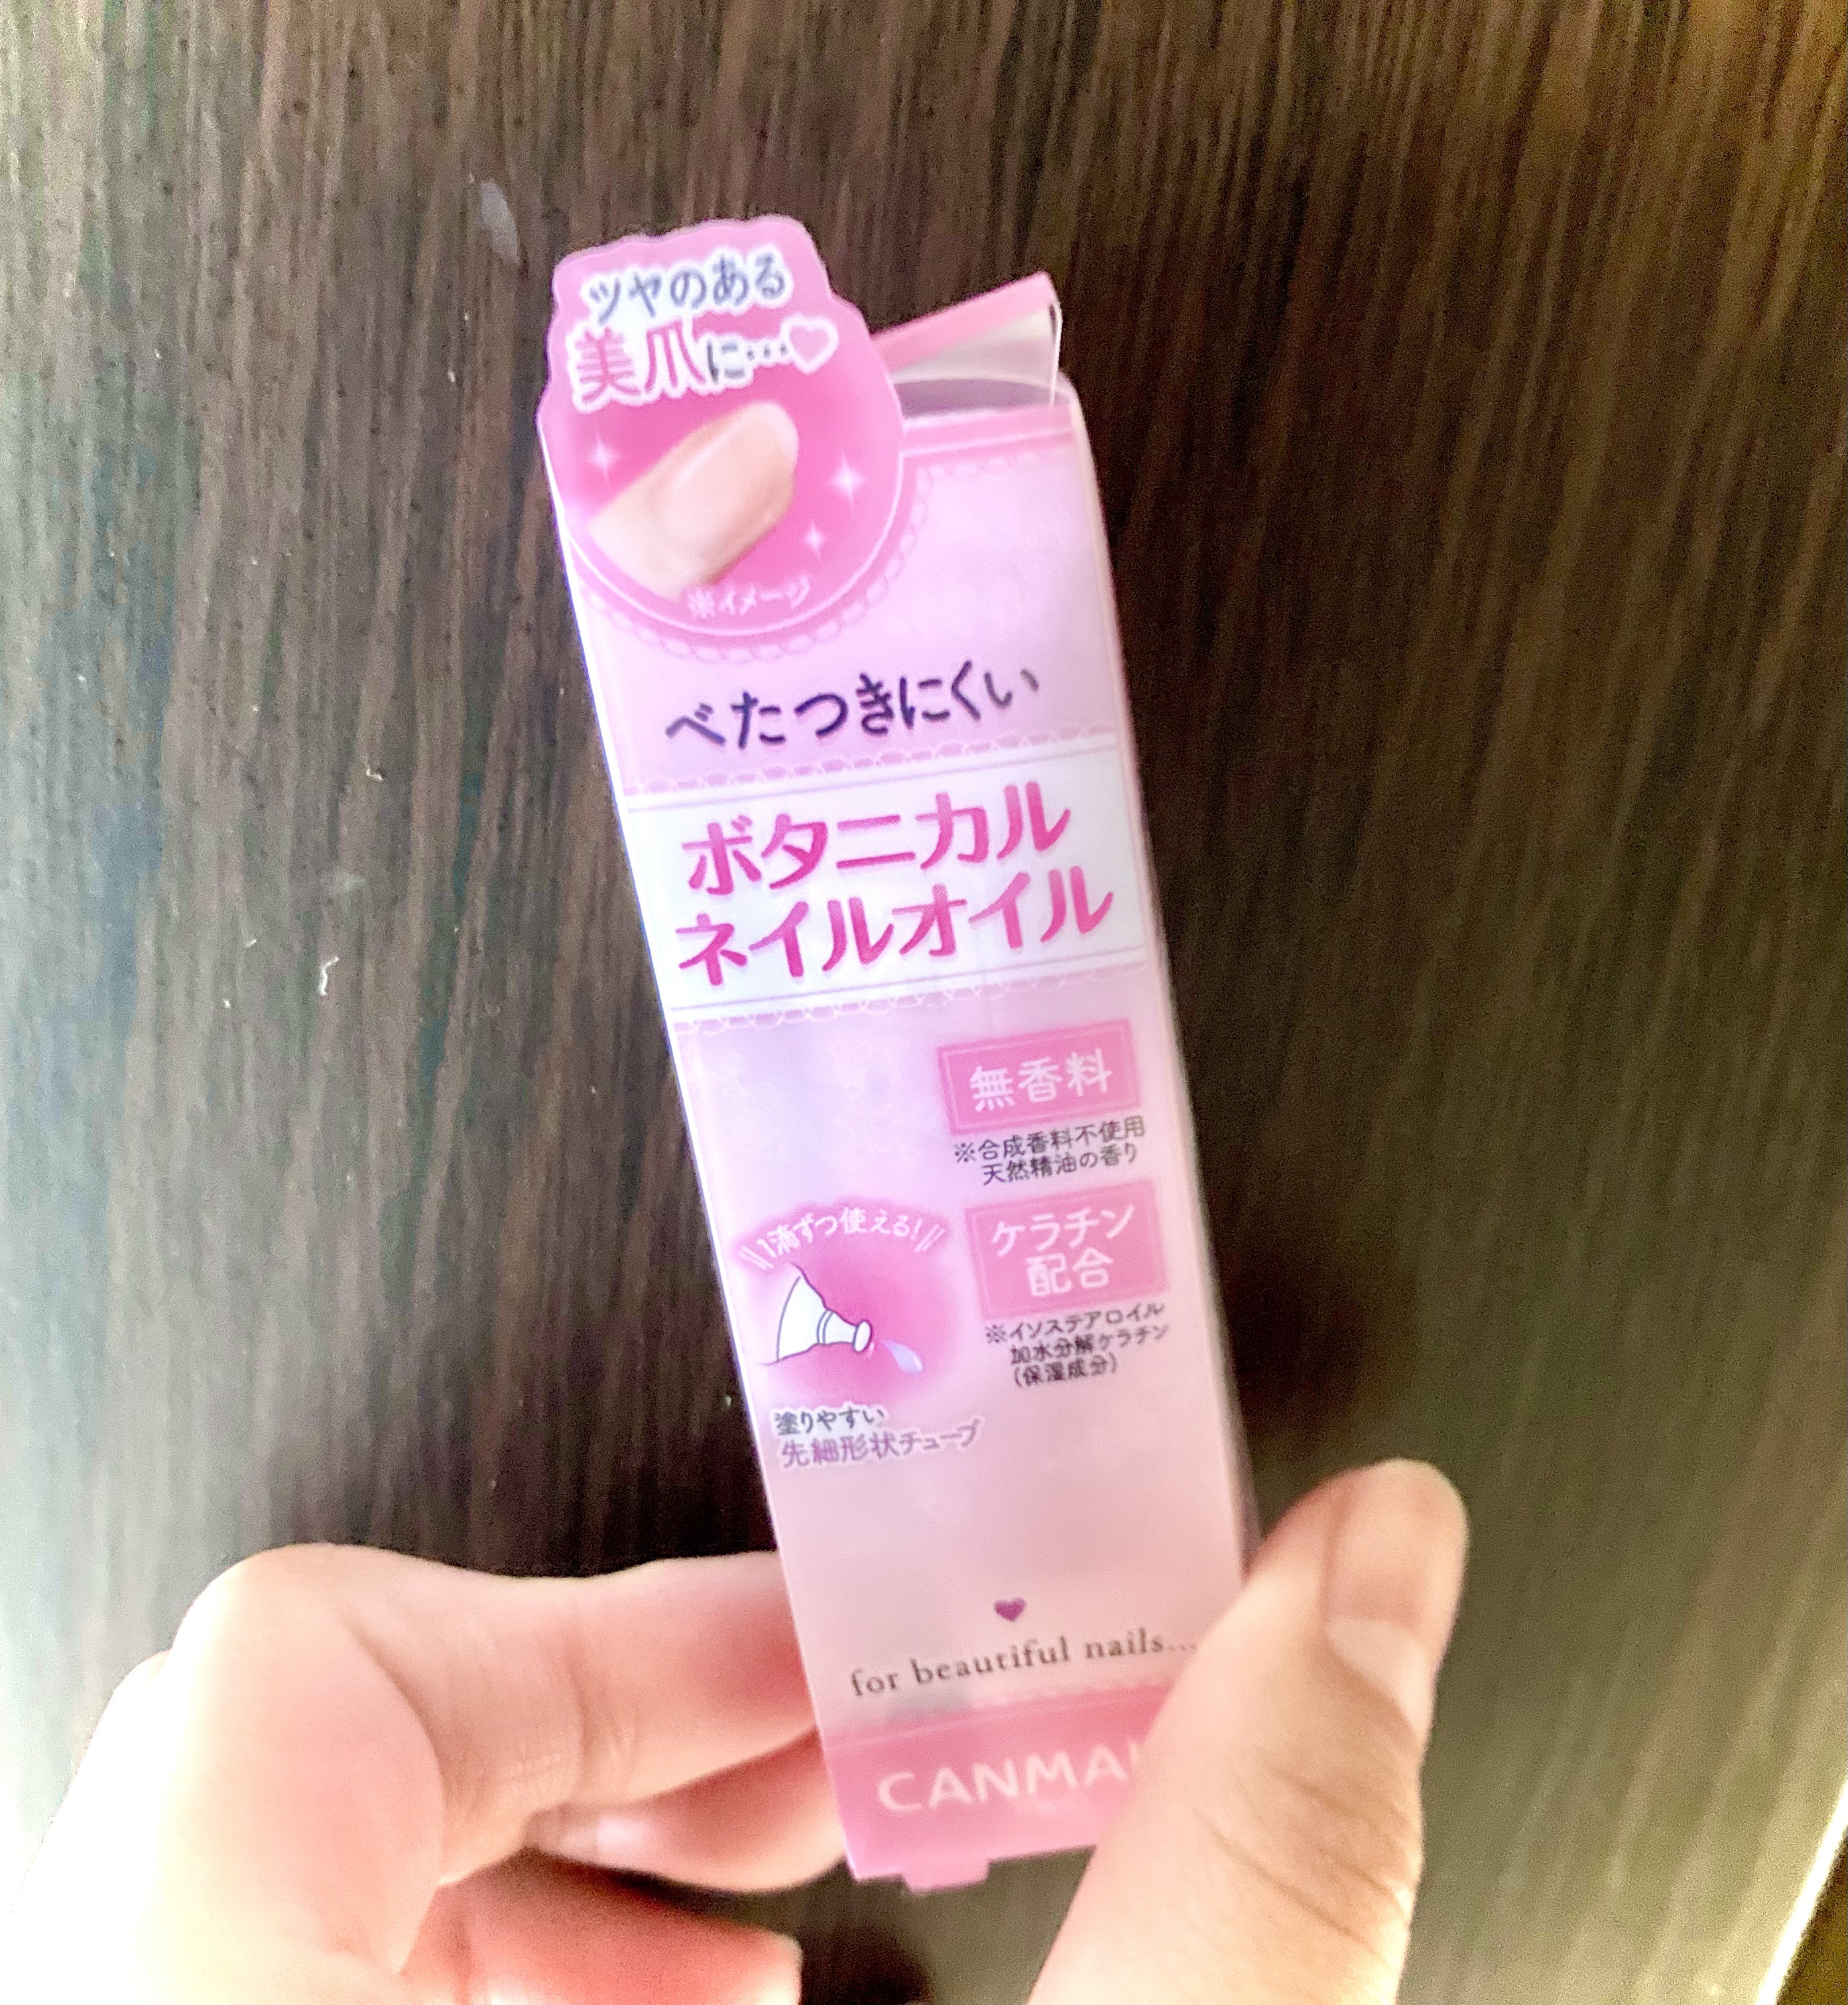 ツヤのある
美爪に…♡
※イメージ
べたつきにくい
ボタニカル
ネイルオイル
無香料
※合成香料不使用
天然精油の香り
1滴ずつ使える!
ケラチン
配合
※イソステアロイル
加水分解ケラチン
(保湿成分)
塗りやすい
先細形状チューブ
for beautiful nails...
CANMA